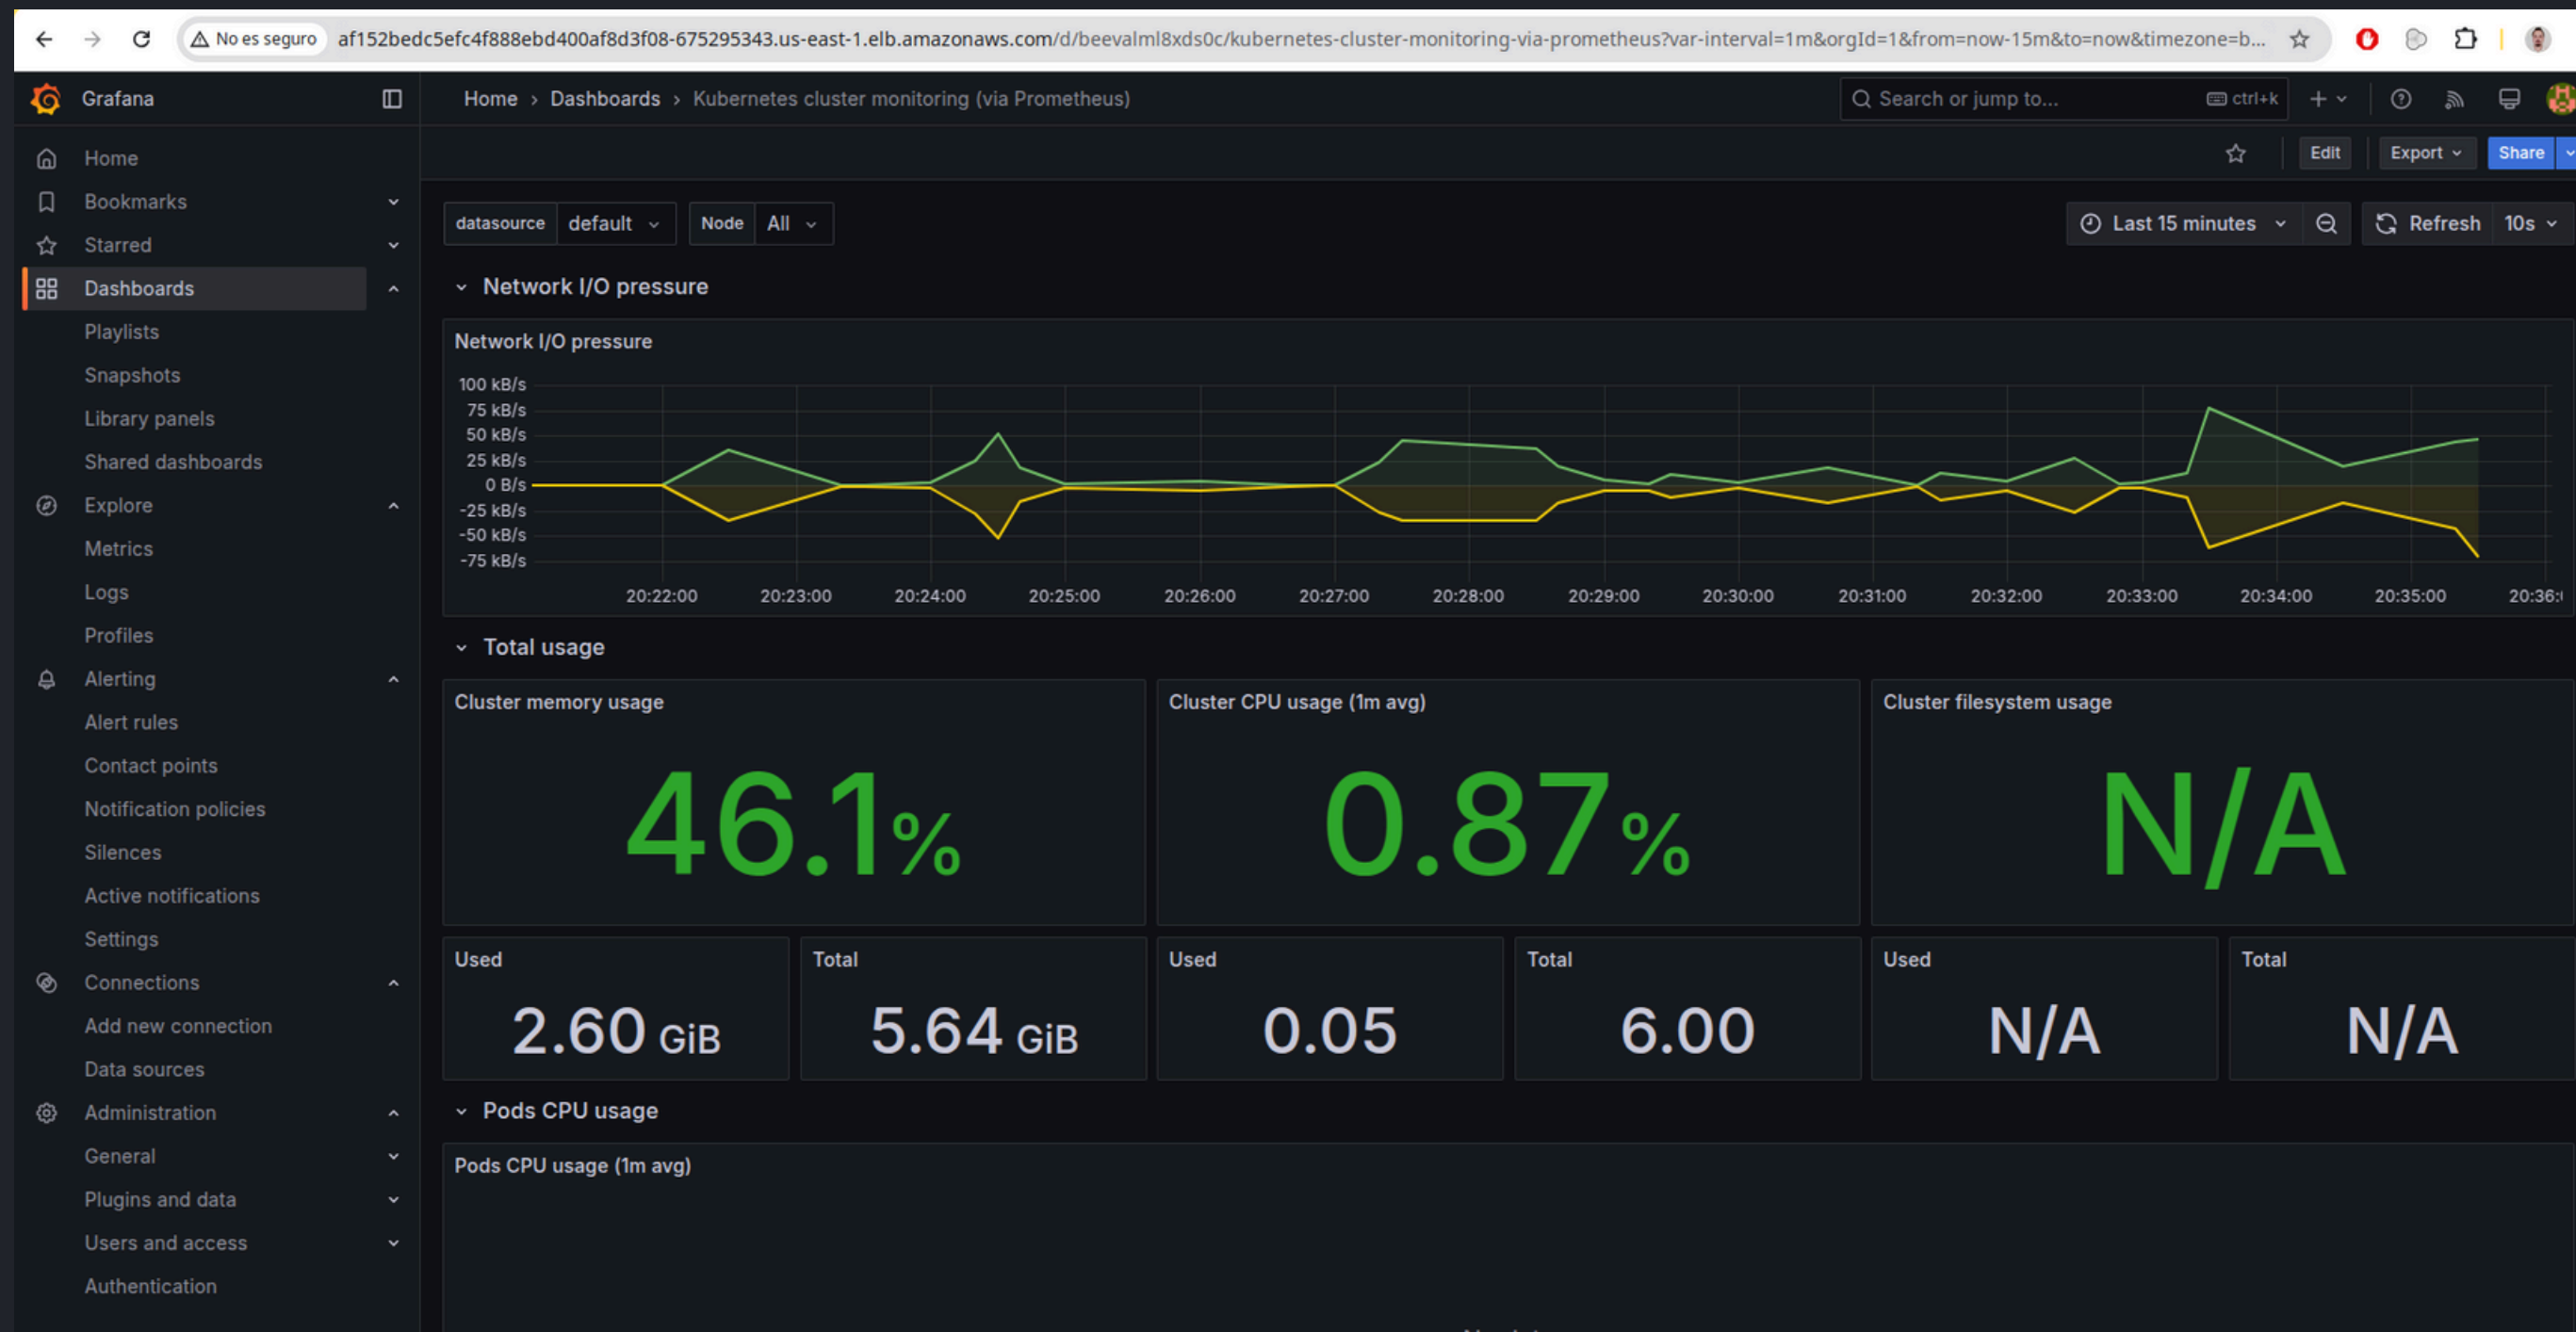 No es seguro af152bedc5efc4f888ebd400af8d3f08-675295343.us-east-1.elb.amazonaws.com/d/beevalml8xds0c/kubernetes-cluster-monitoring-via-prometheus?var-interval=1m&orgId=1&from=now-15m&to=now&timezone=b...
Grafana
Home › Dashboards › Kubernetes cluster monitoring (via Prometheus)
Search or jump to... ctrl+k
Edit Export Share
Home
Bookmarks
Starred
Dashboards
Playlists
Snapshots
Library panels
Shared dashboards
Explore
Metrics
Logs
Profiles
Alerting
Alert rules
Contact points
Notification policies
Silences
Active notifications
Settings
Connections
Add new connection
Data sources
Administration
General
Plugins and data
Users and access
Authentication
datasource default Node All
Last 15 minutes Refresh 10s
Network I/O pressure
Network I/O pressure
100 kB/s
75 kB/s
50 kB/s
25 kB/s
0 B/s
-25 kB/s
-50 kB/s
-75 kB/s
20:22:00 20:23:00 20:24:00 20:25:00 20:26:00 20:27:00 20:28:00 20:29:00 20:30:00 20:31:00 20:32:00 20:33:00 20:34:00 20:35:00 20:36:
Total usage
Cluster memory usage
46.1%
Cluster CPU usage (1m avg)
0.87%
Cluster filesystem usage
N/A
Used
2.60 GiB
Total
5.64 GiB
Used
0.05
Total
6.00
Used
N/A
Total
N/A
Pods CPU usage
Pods CPU usage (1m avg)